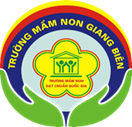 TRƯỜNG MẦM NON GIANG BIÊN
TRƯỜNG MẦM NON
ĐẠT CHUẨN QUỐC GIA